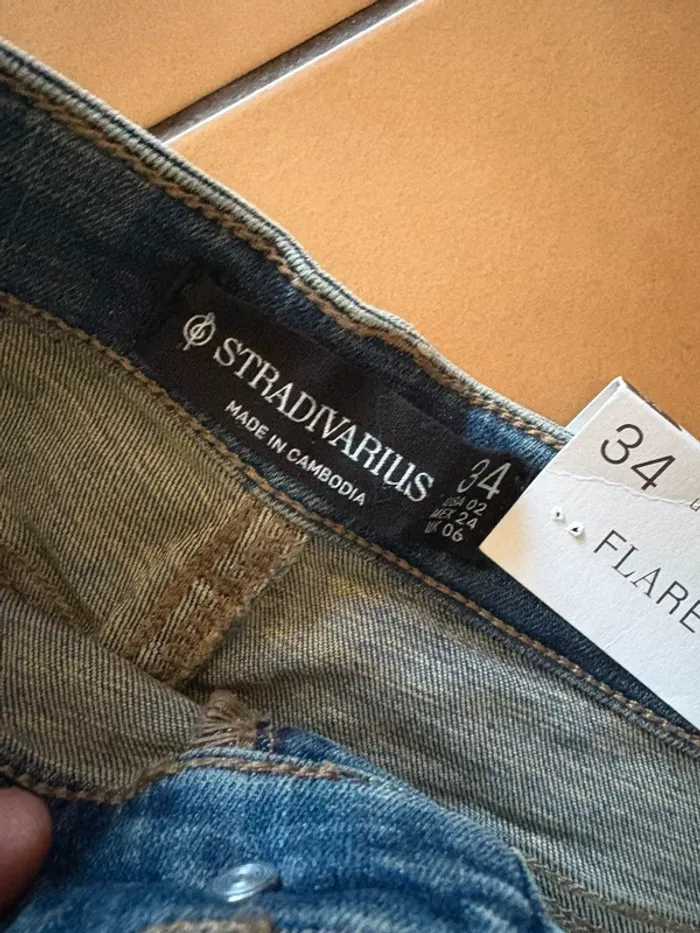 STRADIVARIUS
MADE IN CAMBODIA
34
USA 02
MEX 24
UK 06
34
FLARE